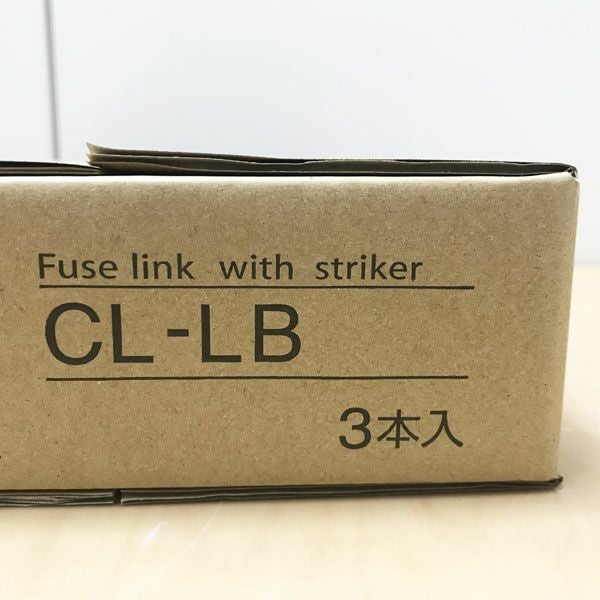 Fuse link with striker
CL-LB
3本入